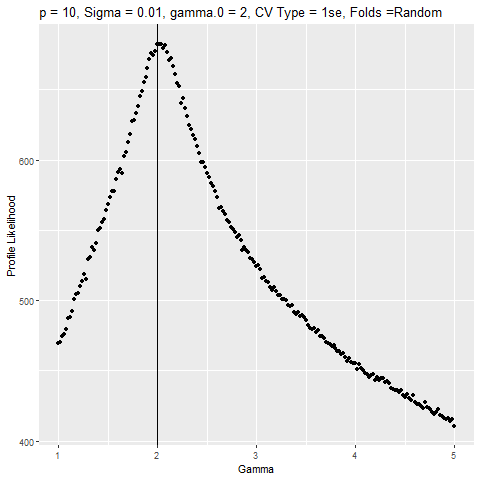 p = 10, Sigma = 0.01, gamma.0 = 2, CV Type = 1se, Folds =Random
Profile Likelihood
600
500
400
1
2
3
4
5
Gamma